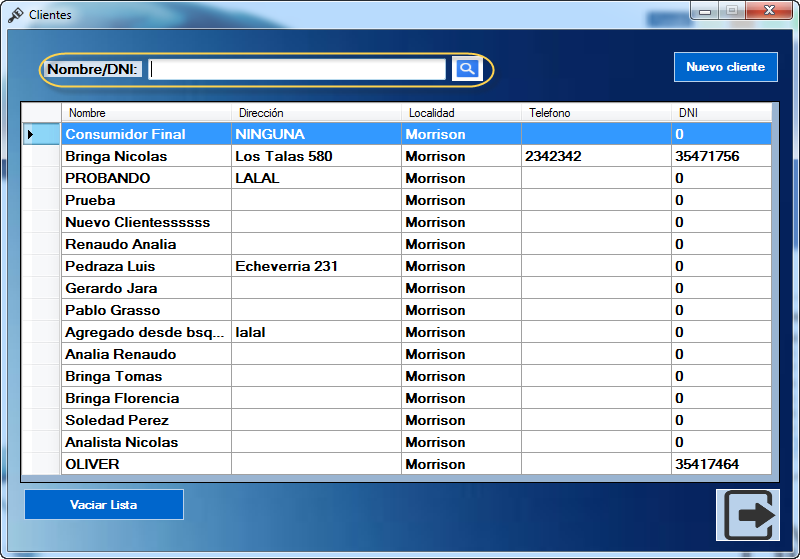 Clientes
Nombre/DNI:
Nuevo cliente
Nombre Dirección Localidad Telefono DNI
Consumidor Final NINGUNA Morrison 0
Bringa Nicolas Los Talas 580 Morrison 2342342 35471756
PROBANDO LALAL Morrison 0
Prueba Morrison 0
Nuevo Clientessssss Morrison 0
Renaudo Analia Morrison 0
Pedraza Luis Echeverria 231 Morrison 0
Gerardo Jara Morrison 0
Pablo Grasso Morrison 0
Agregado desde bsq... lalal Morrison 0
Analia Renaudo Morrison 0
Bringa Tomas Morrison 0
Bringa Florencia Morrison 0
Soledad Perez Morrison 0
Analista Nicolas Morrison 0
OLIVER Morrison 35417464
Vaciar Lista